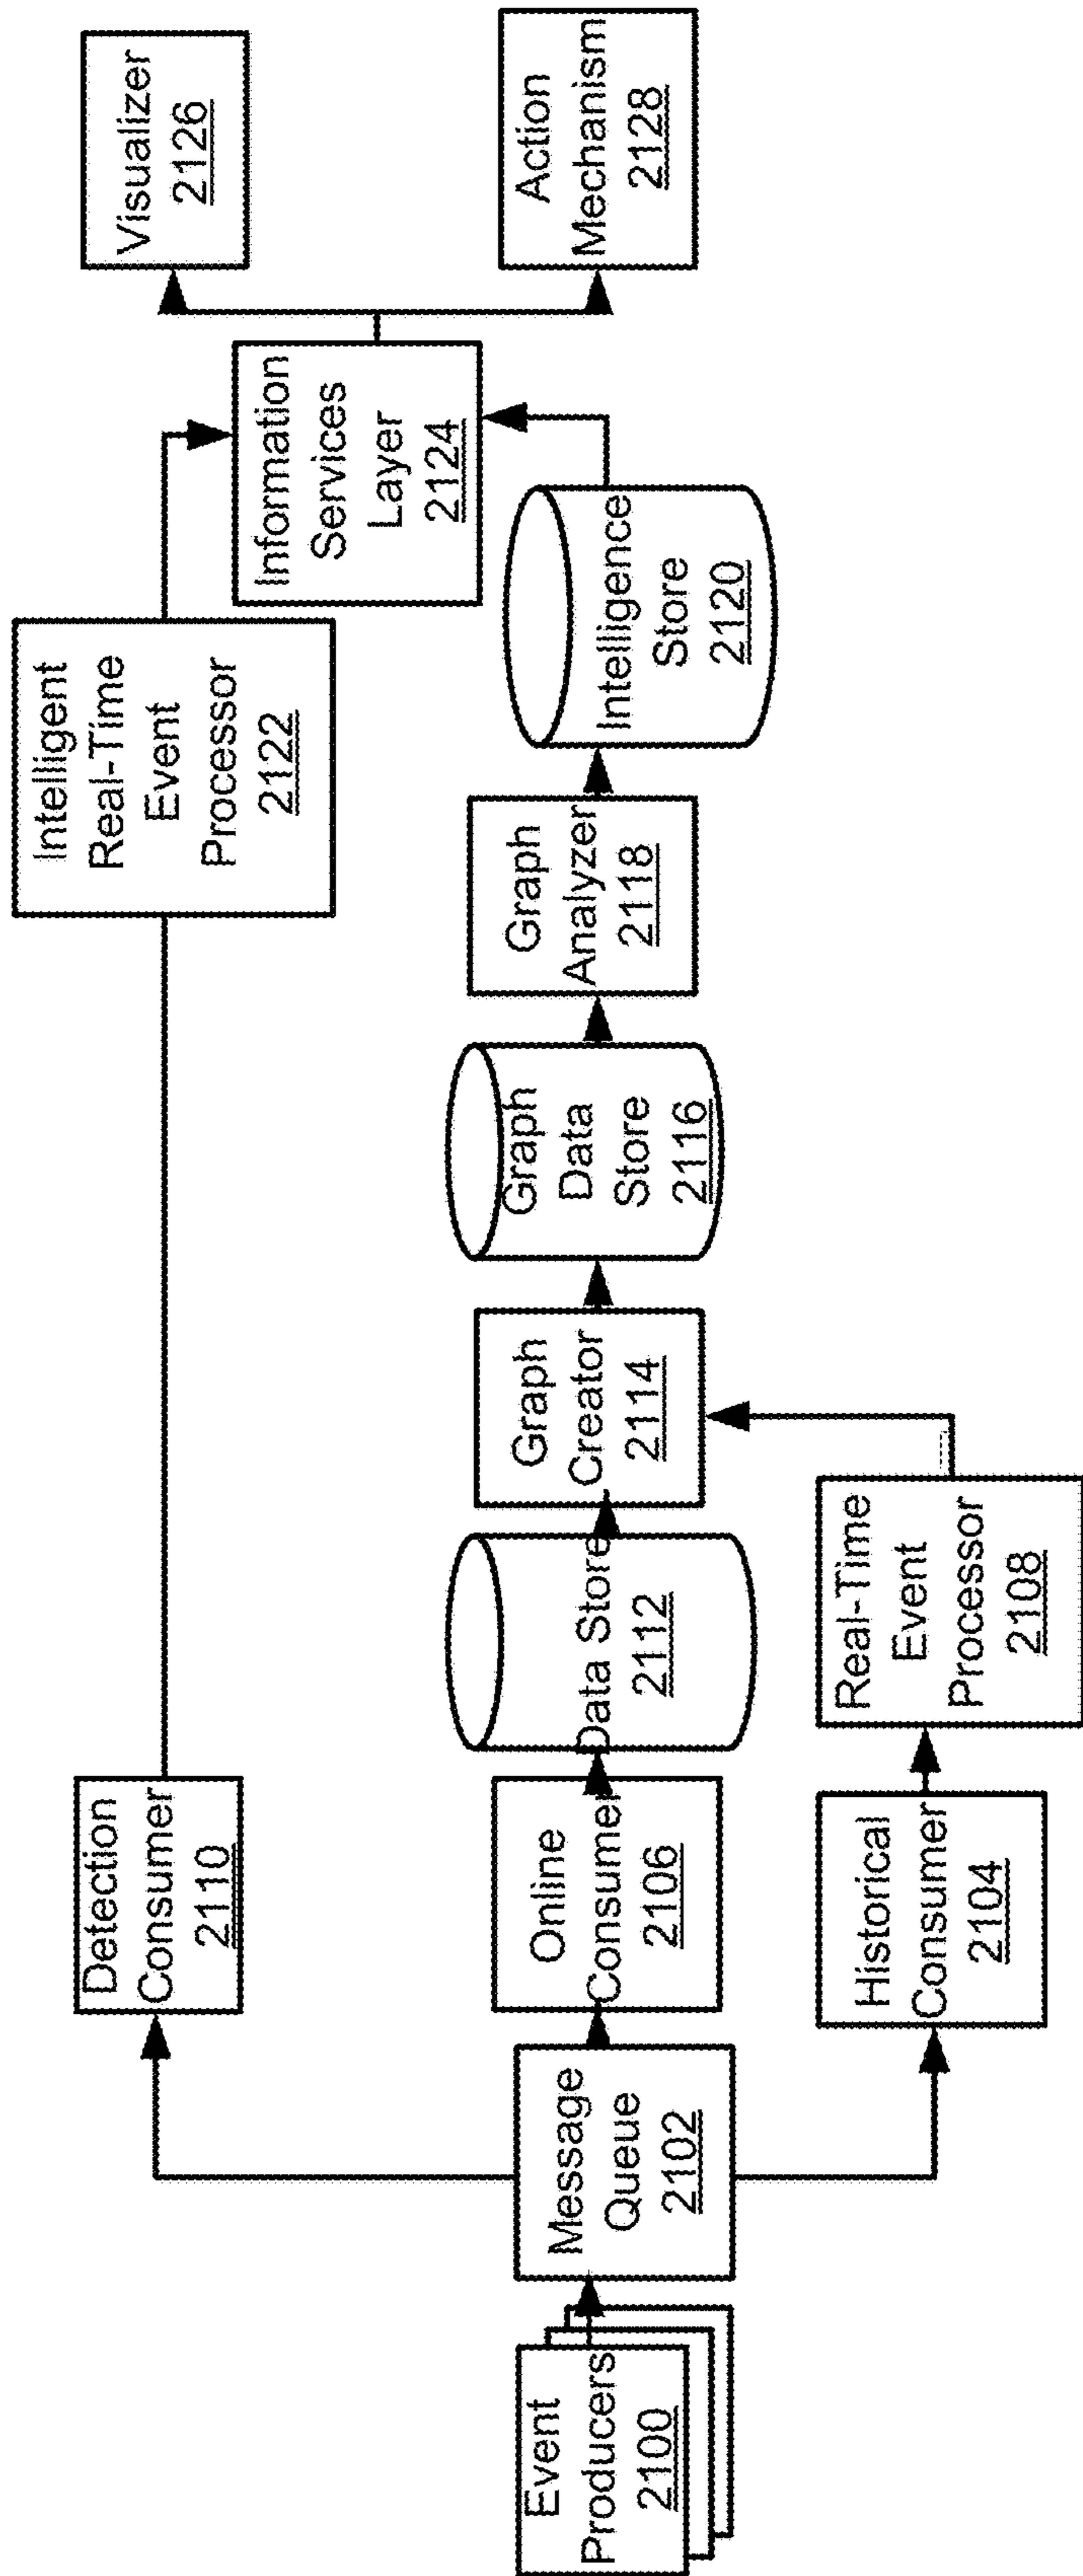 Event
Producers
2100
Message
Queue
2102
Detection
Consumer
2110
Online
Consumer
2106
Historical
Consumer
2104
Data Store
2112
Real-Time
Event
Processor
2108
Graph
Creator
2114
Graph
Data
Store
2116
Graph
Analyzer
2118
Intelligent
Real-Time
Event
Processor
2122
Intelligence
Store
2120
Information
Services
Layer
2124
Visualizer
2126
Action
Mechanism
2128